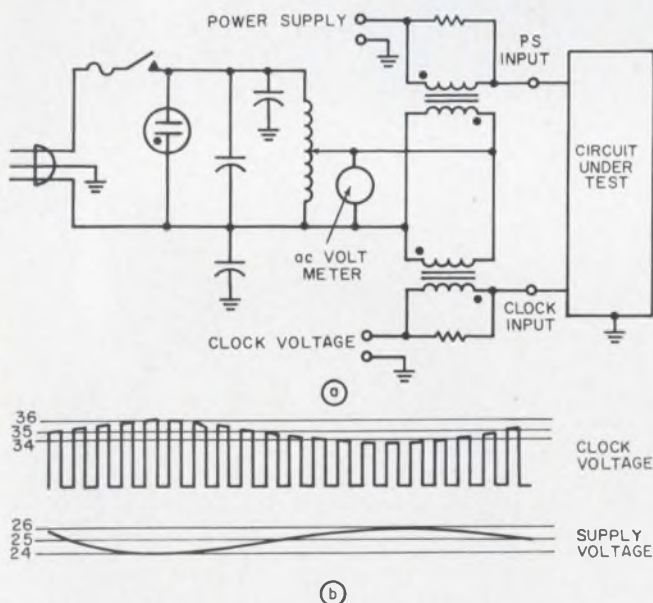 POWER SUPPLY
PS
INPUT
CIRCUIT
UNDER
TEST
ac VOLT
METER
CLOCK
INPUT
CLOCK VOLTAGE
a
36
35
34
CLOCK
VOLTAGE
26
25
24
SUPPLY
VOLTAGE
b